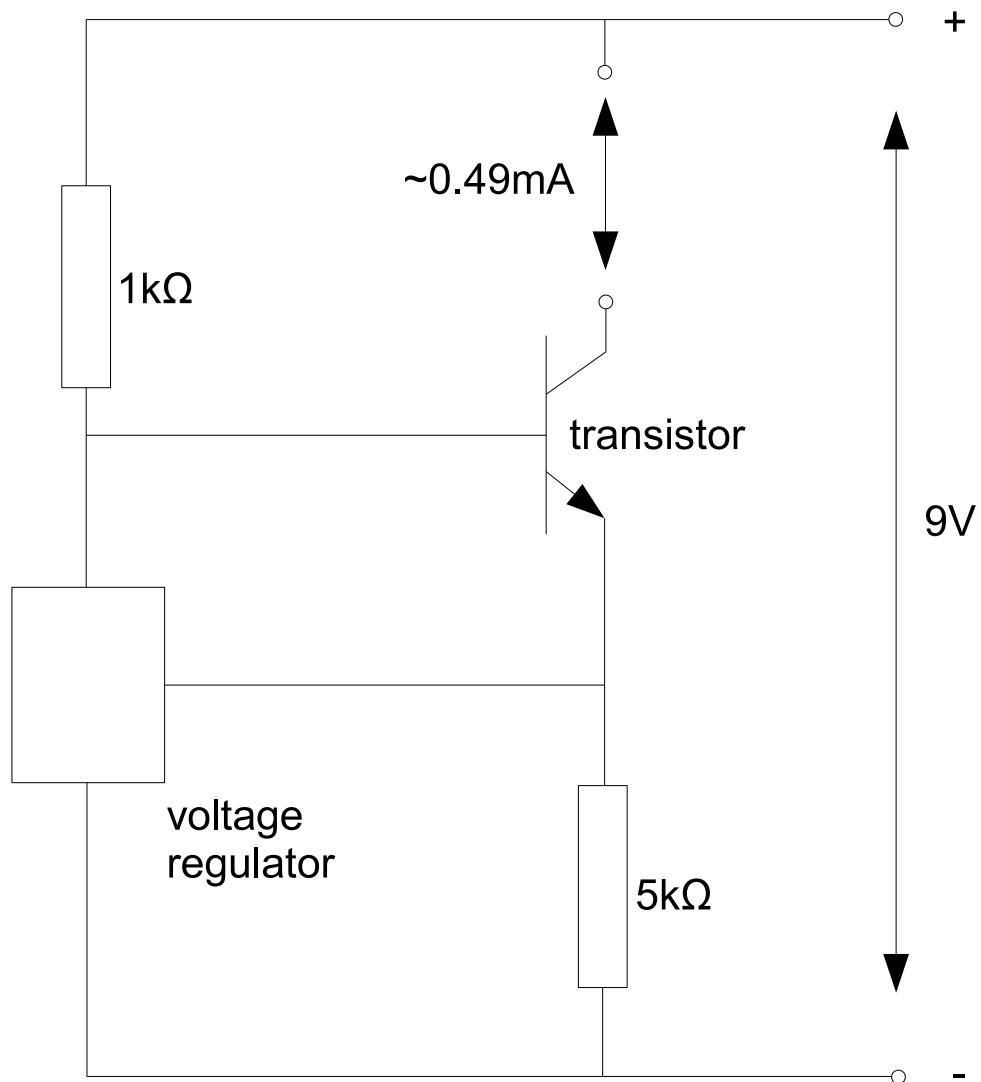 +
~0.49mA
1kΩ
transistor
9V
voltage
regulator
5kΩ
-